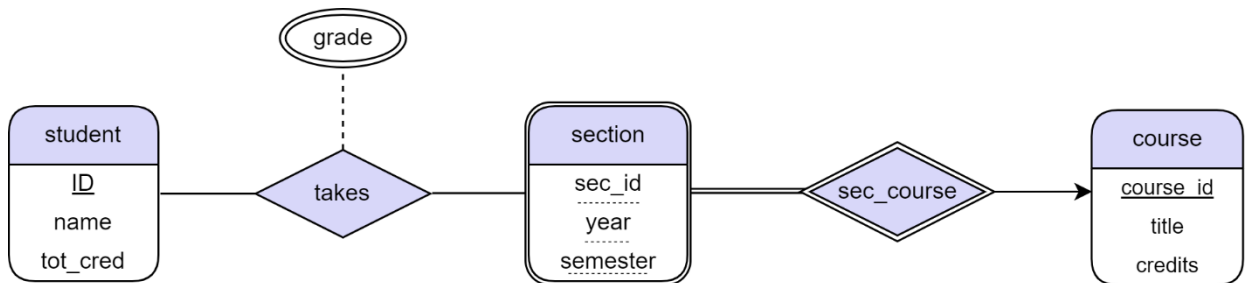 grade
student
ID
name
tot_cred
takes
section
sec_id
year
semester
sec_course
course
course_id
title
credits